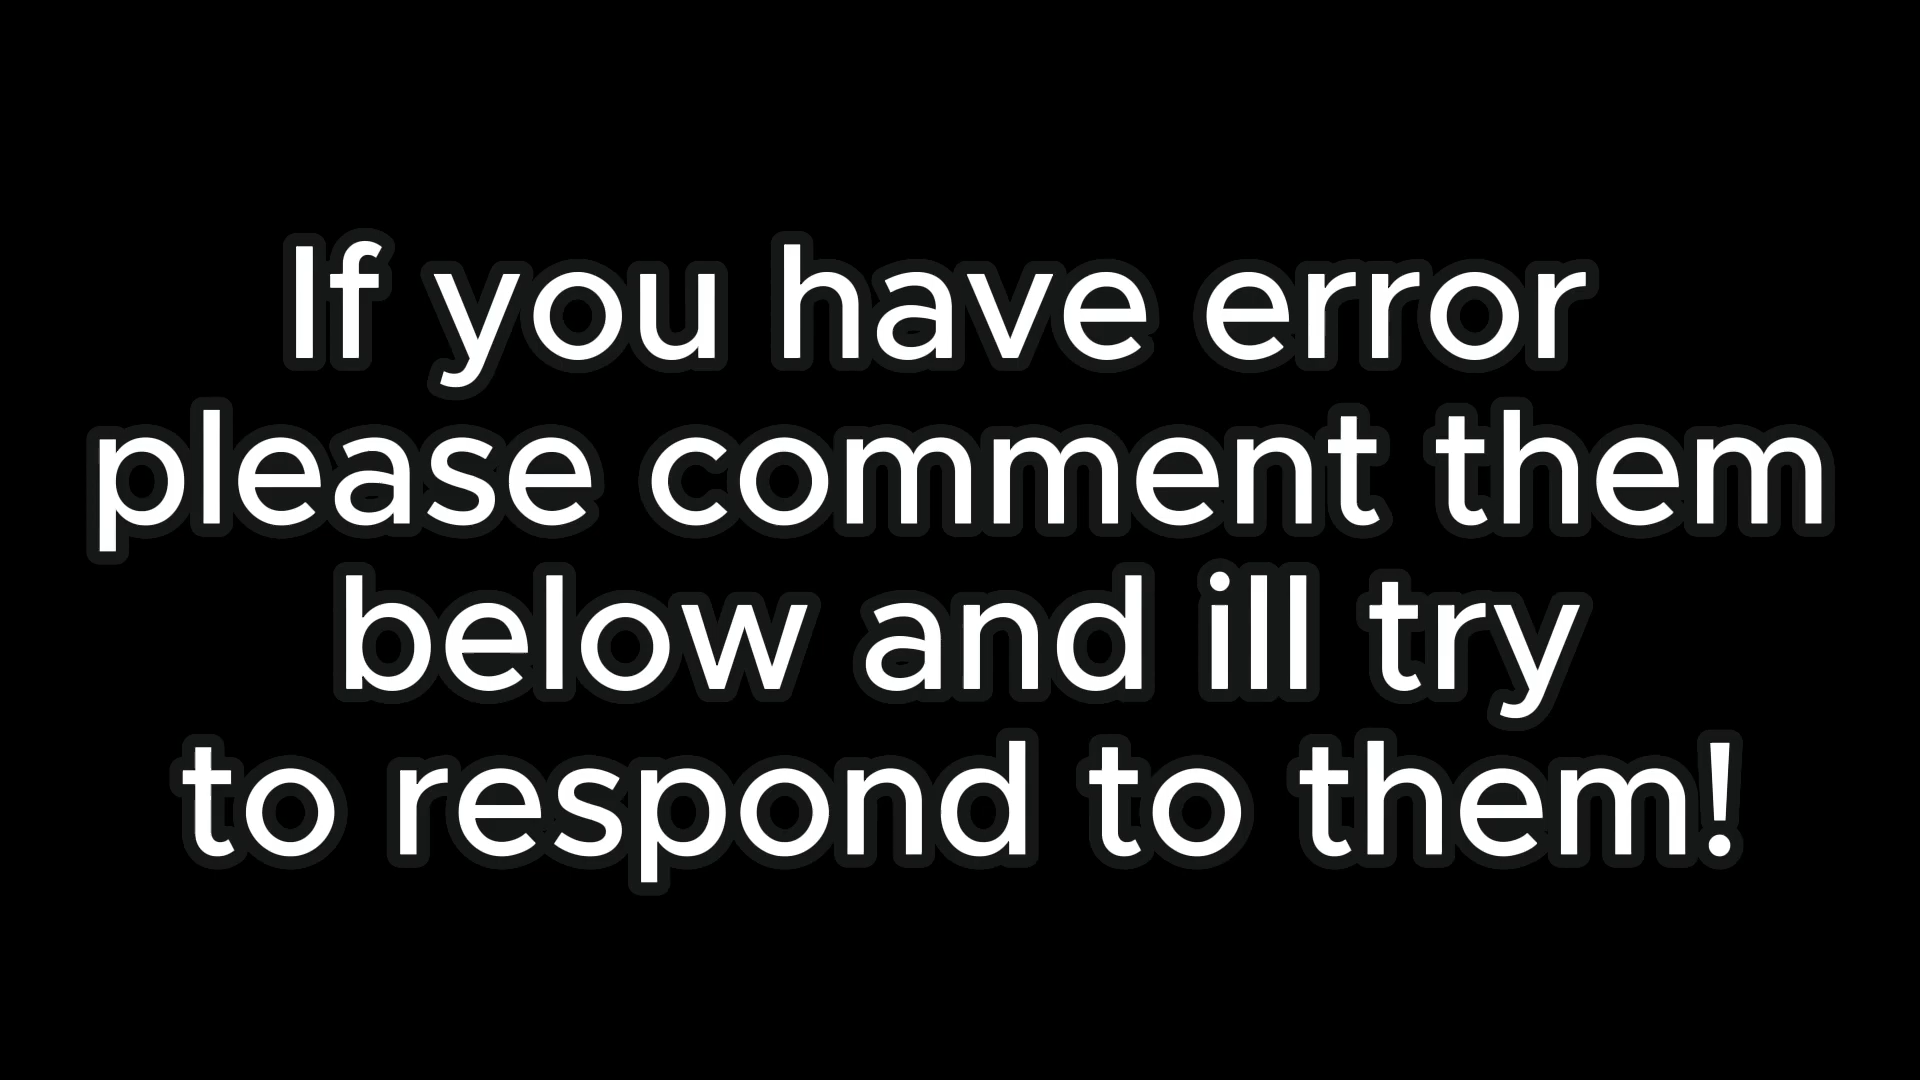 If you have error
please comment them
below and ill try
to respond to them!